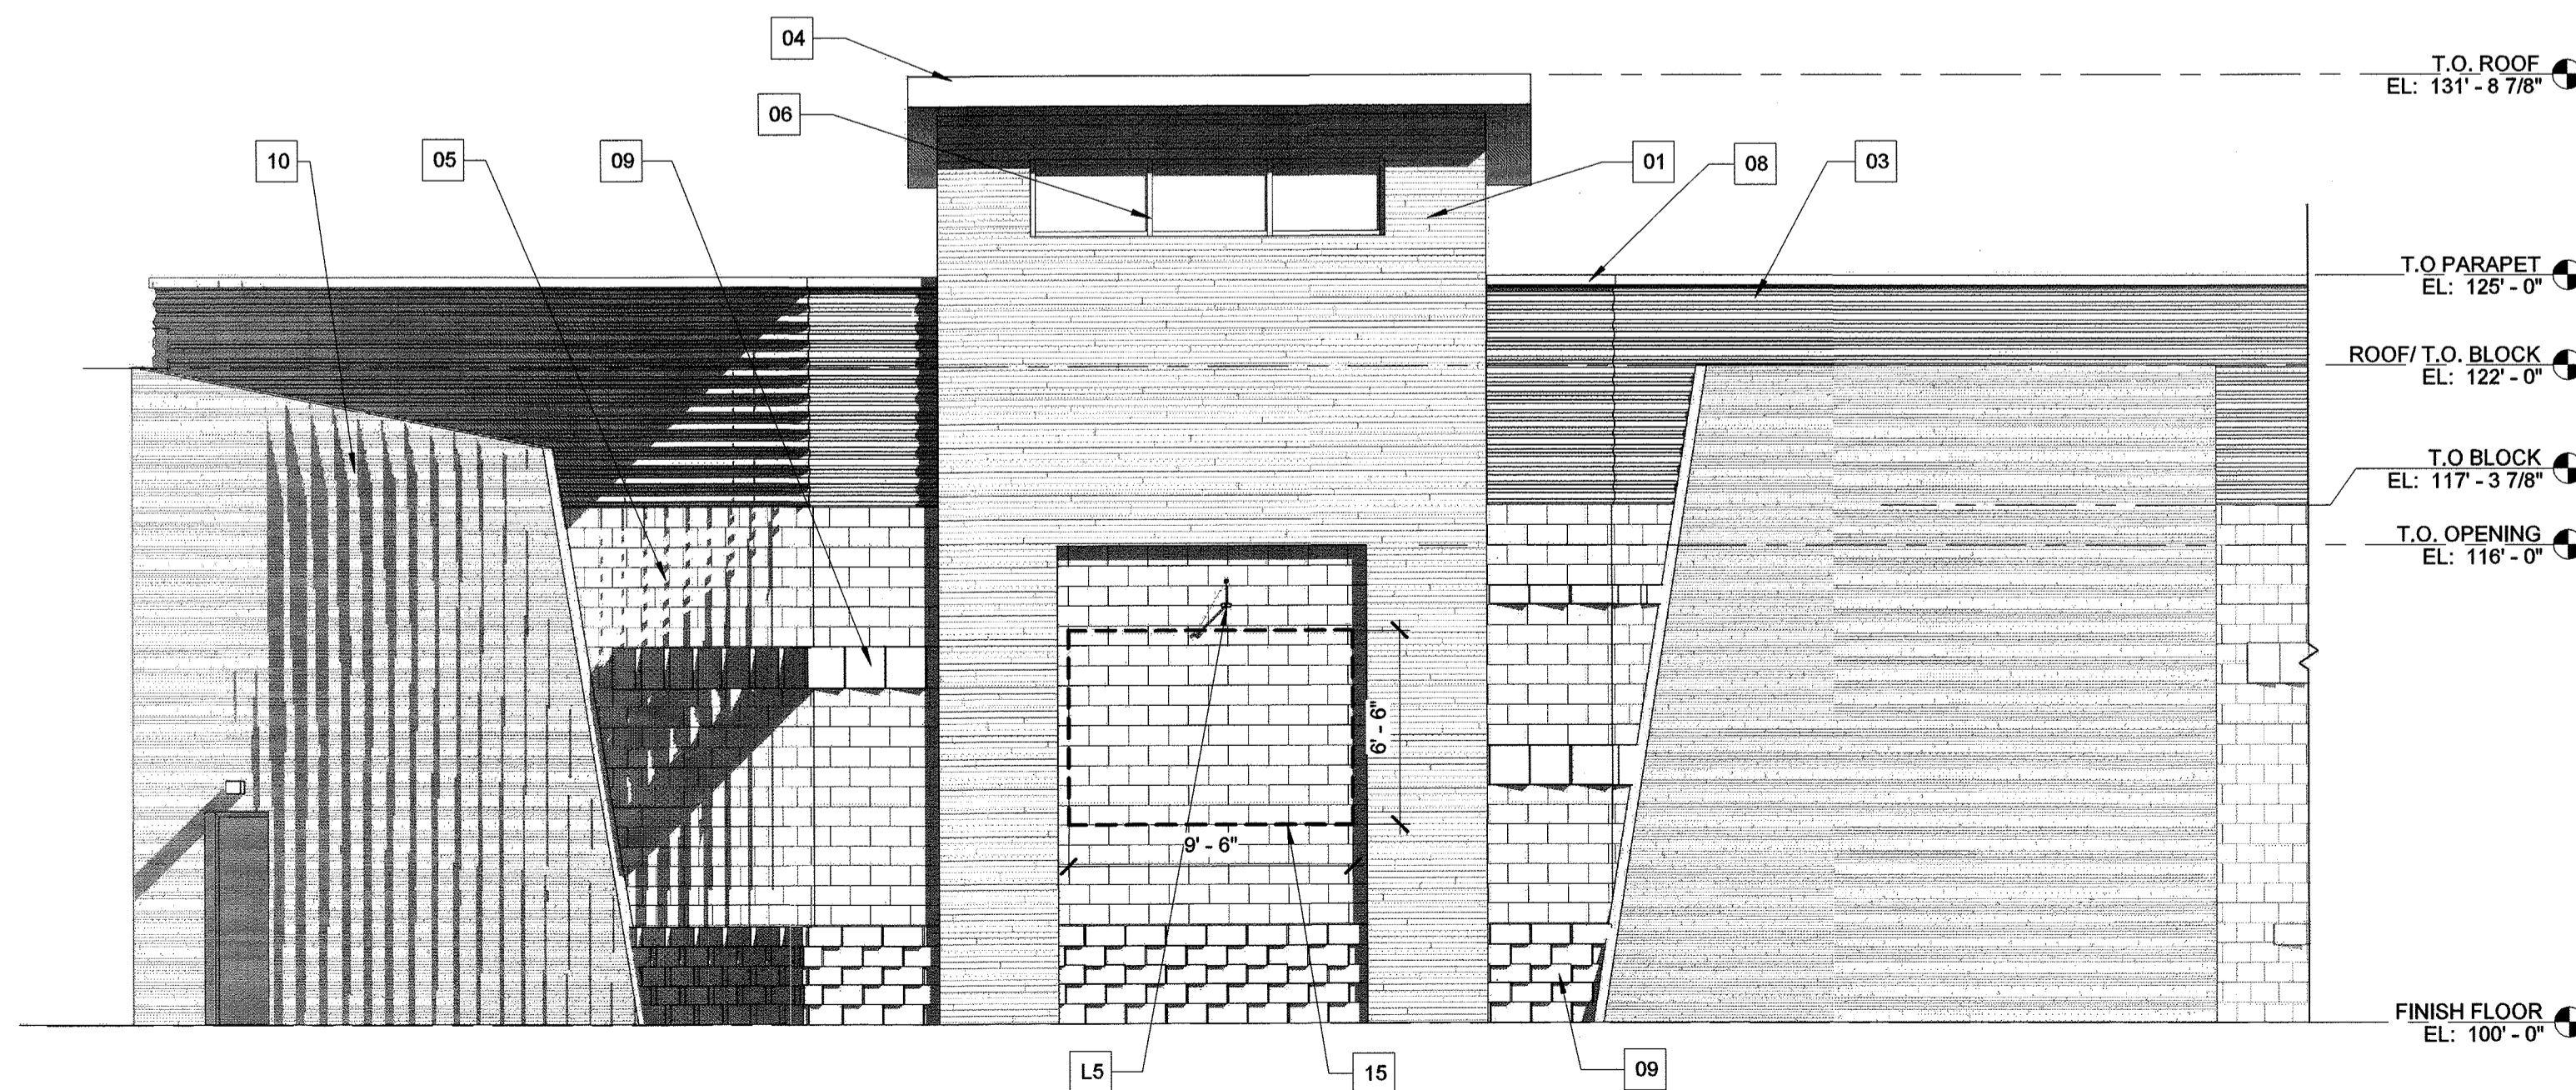 04
T.O. ROOF
EL: 131' - 8 7/8"
06
10
05
09
01
08
03
T.O PARAPET
EL: 125' - 0"
ROOF/ T.O. BLOCK
EL: 122' - 0"
T.O BLOCK
EL: 117' - 3 7/8"
T.O. OPENING
EL: 116' - 0"
6' - 6"
9' - 6"
FINISH FLOOR
EL: 100' - 0"
L5
15
09